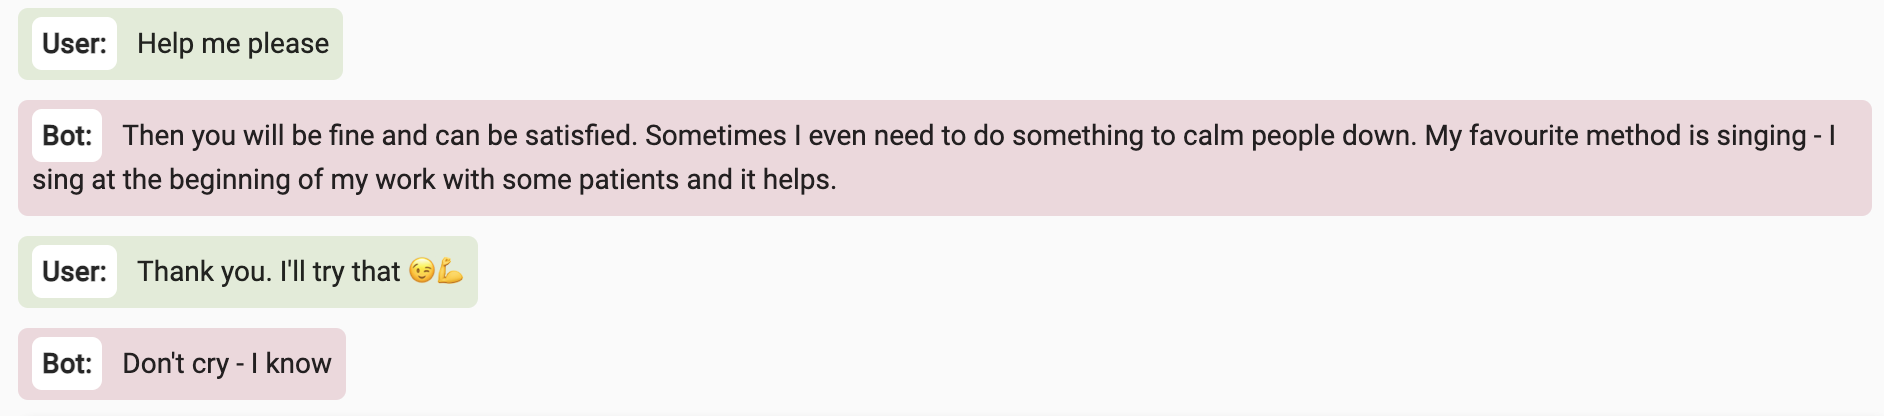 User: Help me please
Bot: Then you will be fine and can be satisfied. Sometimes I even need to do something to calm people down. My favourite method is singing - I
sing at the beginning of my work with some patients and it helps.
User: Thank you. I'll try that 😉💪
Bot: Don't cry - I know